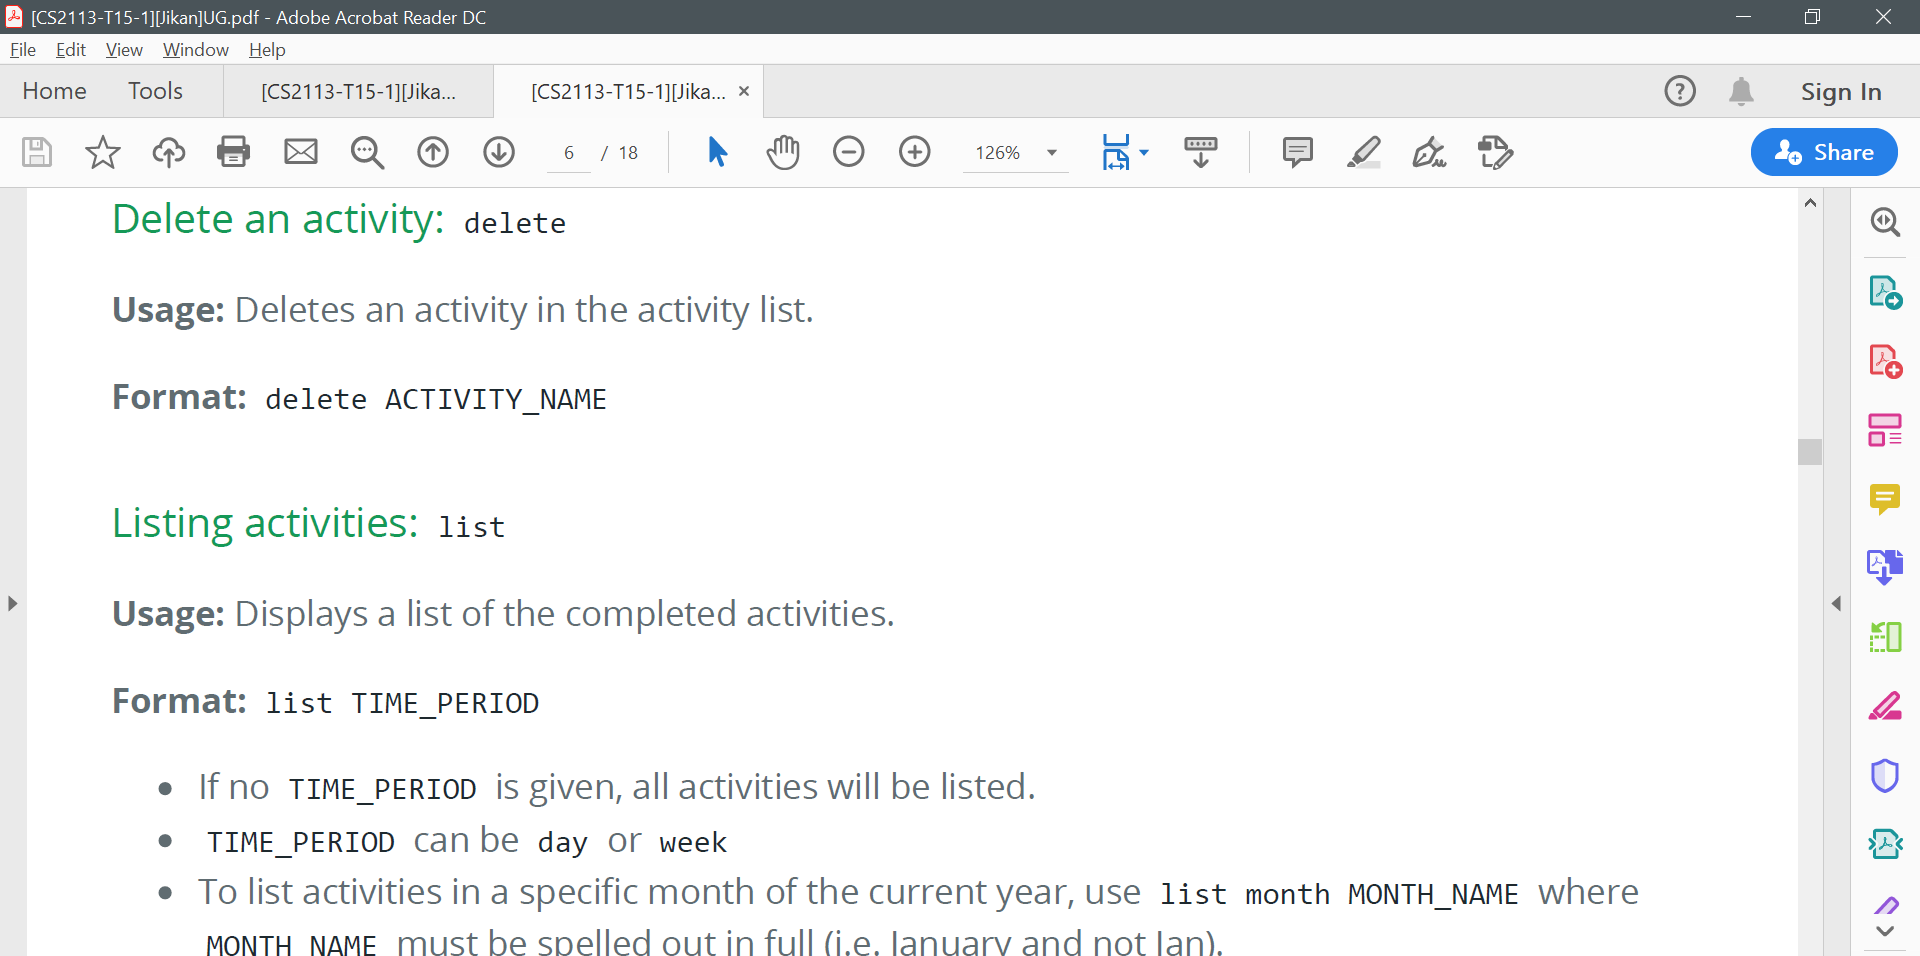 [CS2113-T15-1][Jikan]UG.pdf - Adobe Acrobat Reader DC
File Edit View Window Help
Home Tools [CS2113-T15-1][Jika... [CS2113-T15-1][Jika... × Sign In
6 / 18 126% Share
Delete an activity: delete
Usage: Deletes an activity in the activity list.
Format: delete ACTIVITY_NAME
Listing activities: list
Usage: Displays a list of the completed activities.
Format: list TIME_PERIOD
• If no TIME_PERIOD is given, all activities will be listed.
• TIME_PERIOD can be day or week
• To list activities in a specific month of the current year, use list month MONTH_NAME where
MONTH_NAME must be spelled out in full (i.e. January and not Jan).